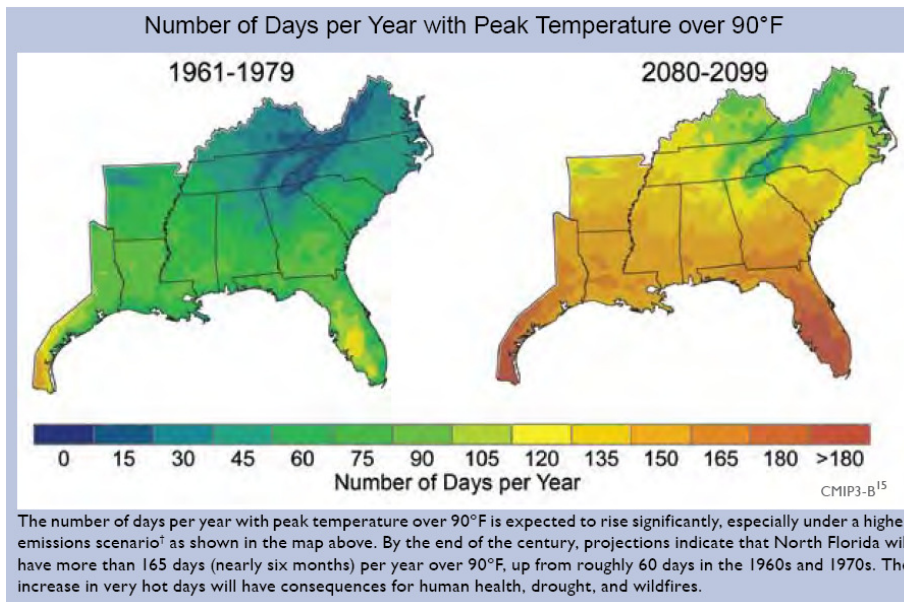 Number of Days per Year with Peak Temperature over 90°F
1961-1979 2080-2099
0 15 30 45 60 75 90 105 120 135 150 165 180 >180
Number of Days per Year
CMIP3-B15
The number of days per year with peak temperature over 90°F is expected to rise significantly, especially under a highe
emissions scenario† as shown in the map above. By the end of the century, projections indicate that North Florida wil
have more than 165 days (nearly six months) per year over 90°F, up from roughly 60 days in the 1960s and 1970s. The
increase in very hot days will have consequences for human health, drought, and wildfires.